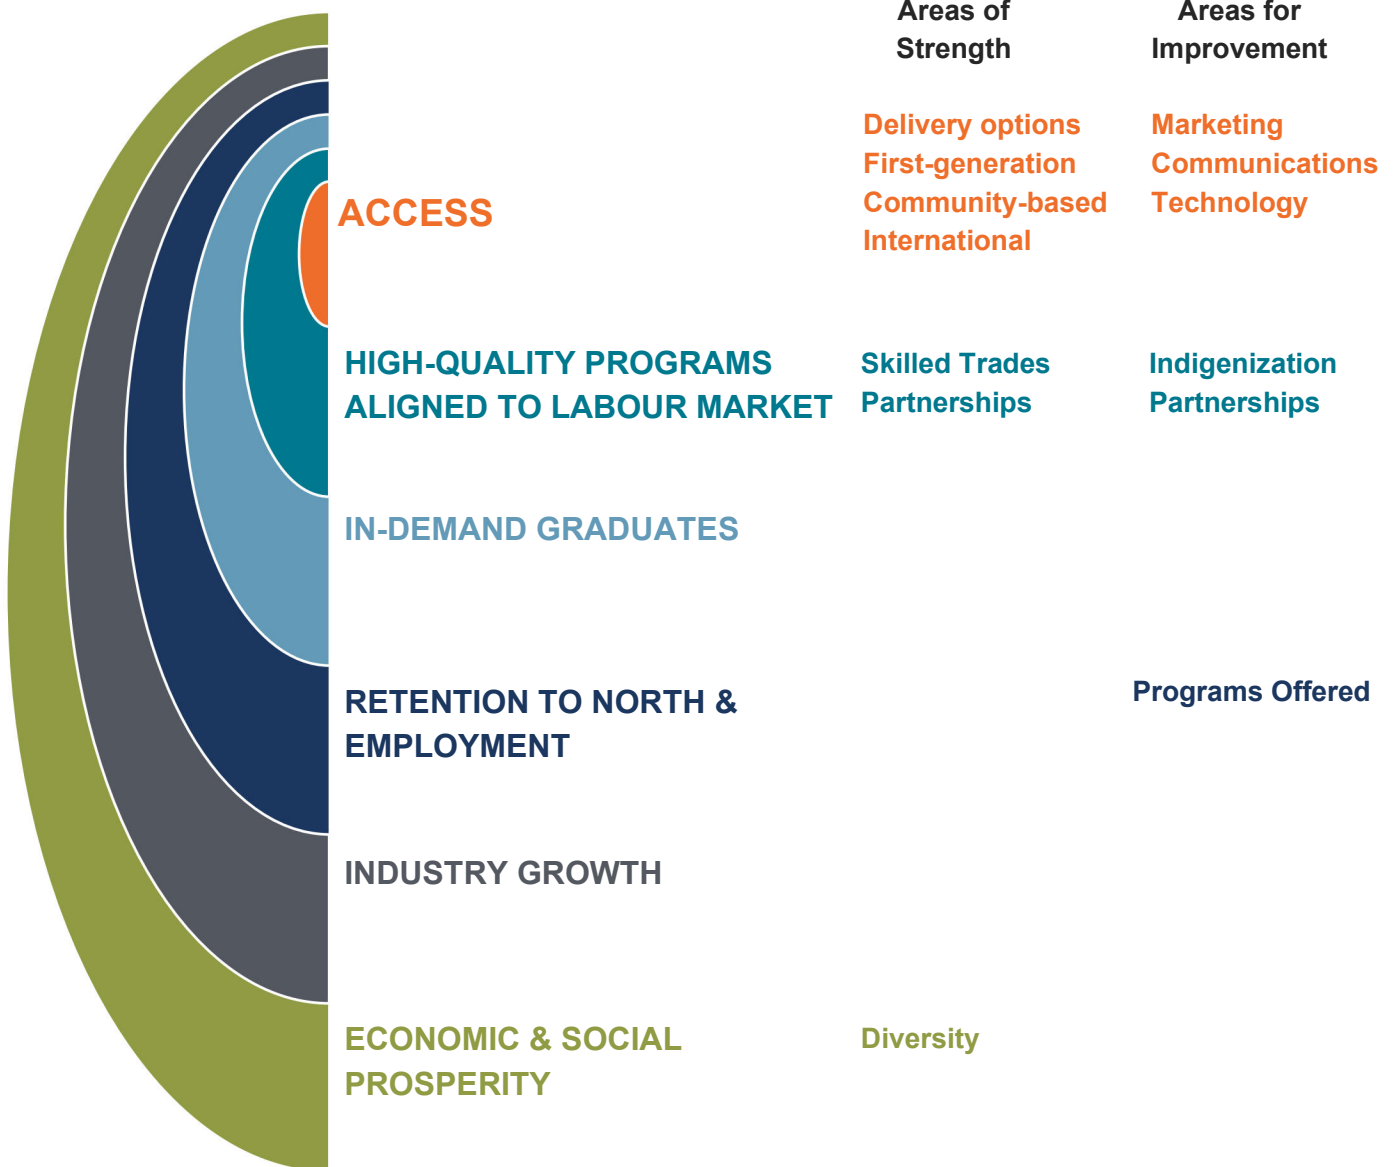 Areas of
Strength
Areas for
Improvement
ACCESS
Delivery options
First-generation
Community-based
International
Marketing
Communications
Technology
HIGH-QUALITY PROGRAMS
ALIGNED TO LABOUR MARKET
Skilled Trades
Partnerships
Indigenization
Partnerships
IN-DEMAND GRADUATES
RETENTION TO NORTH &
EMPLOYMENT
Programs Offered
INDUSTRY GROWTH
ECONOMIC & SOCIAL
PROSPERITY
Diversity